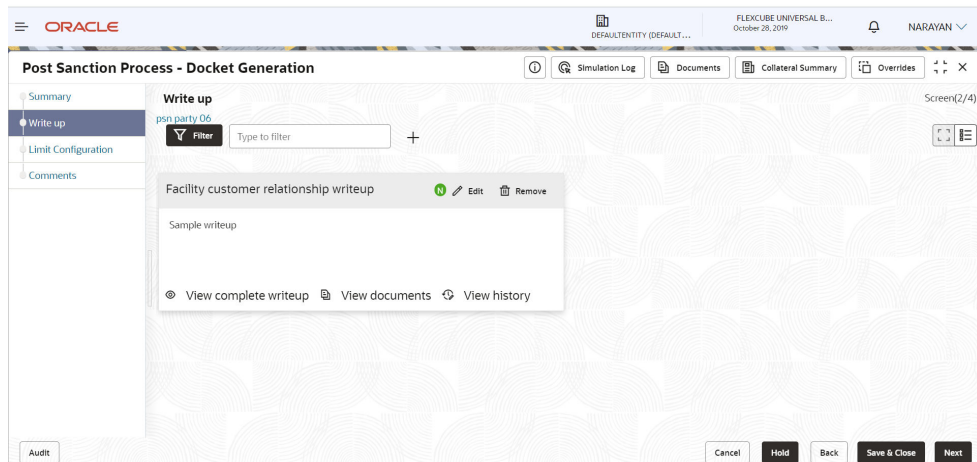 ORACLE
DEFAULTENTITY (DEFAULT...
FLEXCUBE UNIVERSAL B...
October 28, 2019
NARAYAN
Post Sanction Process - Docket Generation
Simulation Log
Documents
Collateral Summary
Overrides
Summary
Write up
Limit Configuration
Comments
Write up
Screen(2/4)
psn party 06
Filter
Type to filter
Facility customer relationship writeup
N
Edit
Remove
Sample writeup
View complete writeup
View documents
View history
Audit
Cancel
Hold
Back
Save & Close
Next